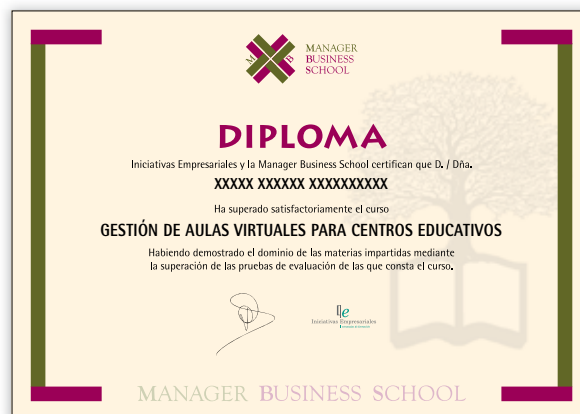 M B
MANAGER
BUSINESS
SCHOOL
DIPLOMA
Iniciativas Empresariales y la Manager Business School certifican que D. / Dña.
XXXXX XXXXXX XXXXXXXXXX
Ha superado satisfactoriamente el curso
GESTIÓN DE AULAS VIRTUALES PARA CENTROS EDUCATIVOS
Habiendo demostrado el dominio de las materias impartidas mediante
la superación de las pruebas de evaluación de las que consta el curso.
Iniciativas Empresariales
MANAGER BUSINESS SCHOOL